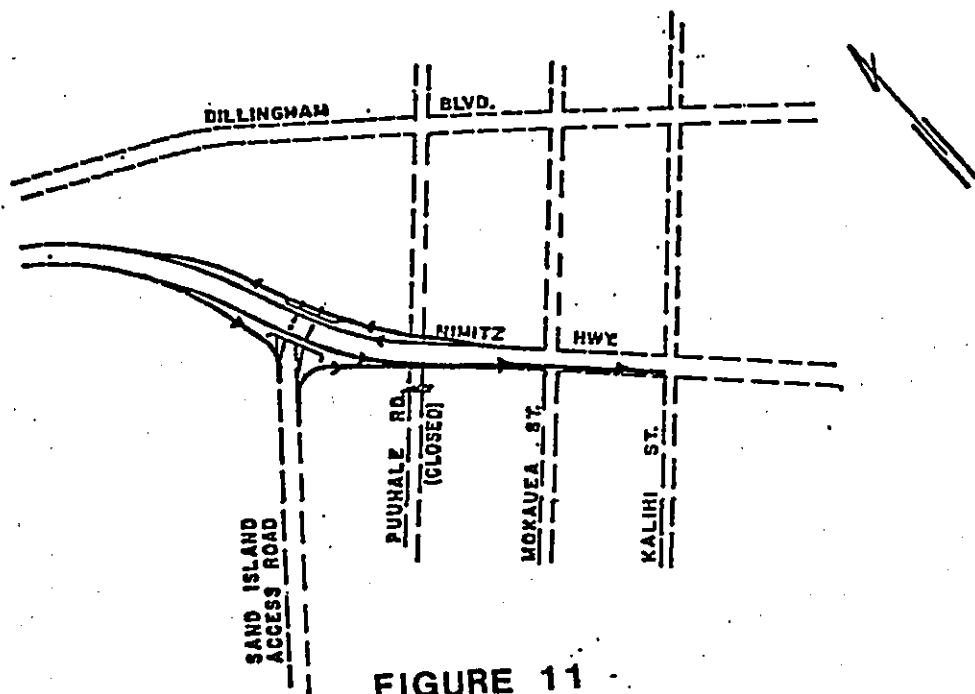 DILLINGHAM BLVD.
NIMITZ HWY.
PUUHALE RD.
(CLOSED)
MOKAUEA ST.
KALIHI ST.
SAND ISLAND
ACCESS ROAD
N
FIGURE 11